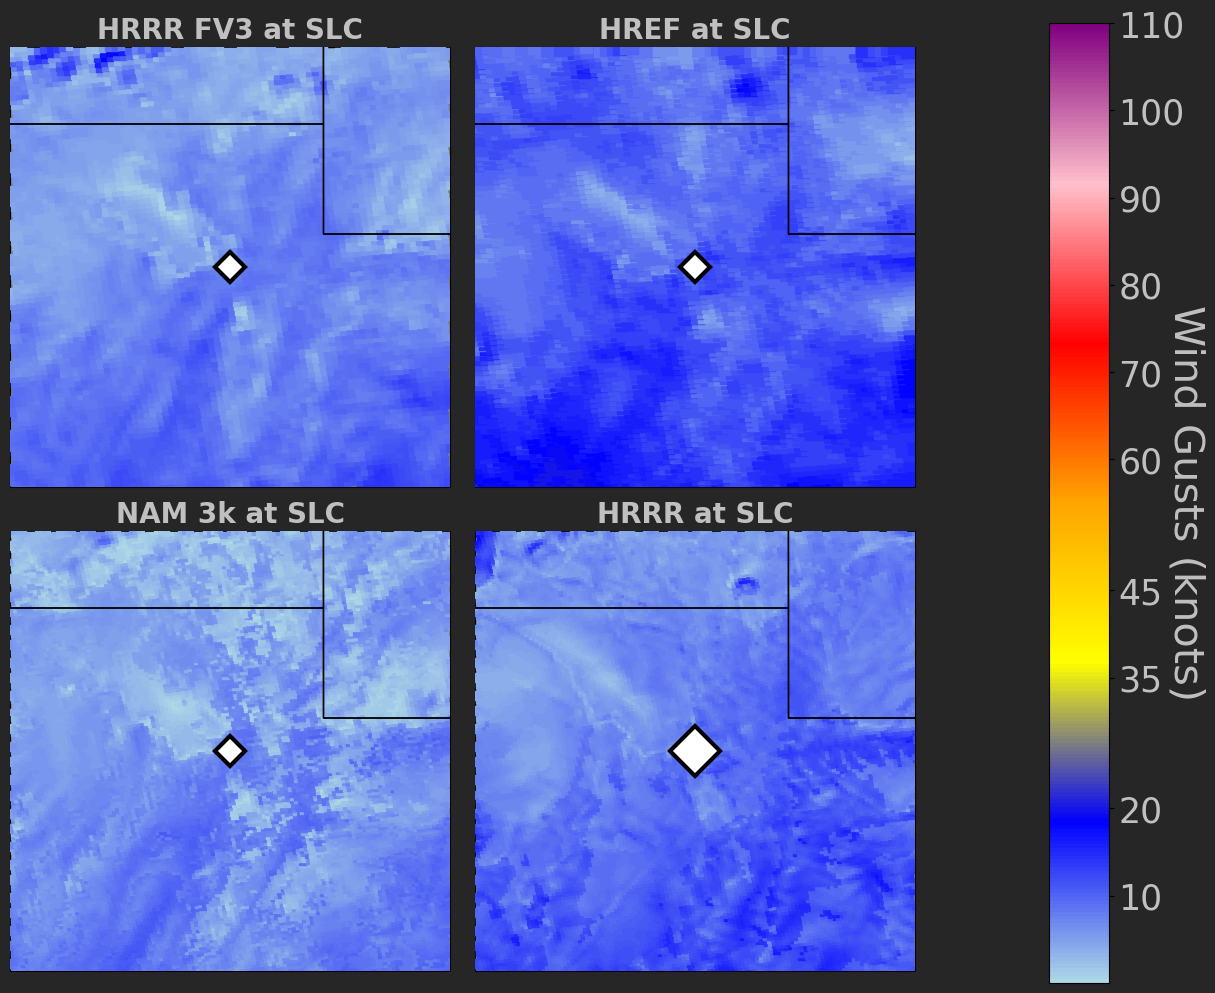 HRRR FV3 at SLC
HREF at SLC
NAM 3k at SLC
HRRR at SLC
110
100
90
80
70
60
45
35
20
10
Wind Gusts (knots)